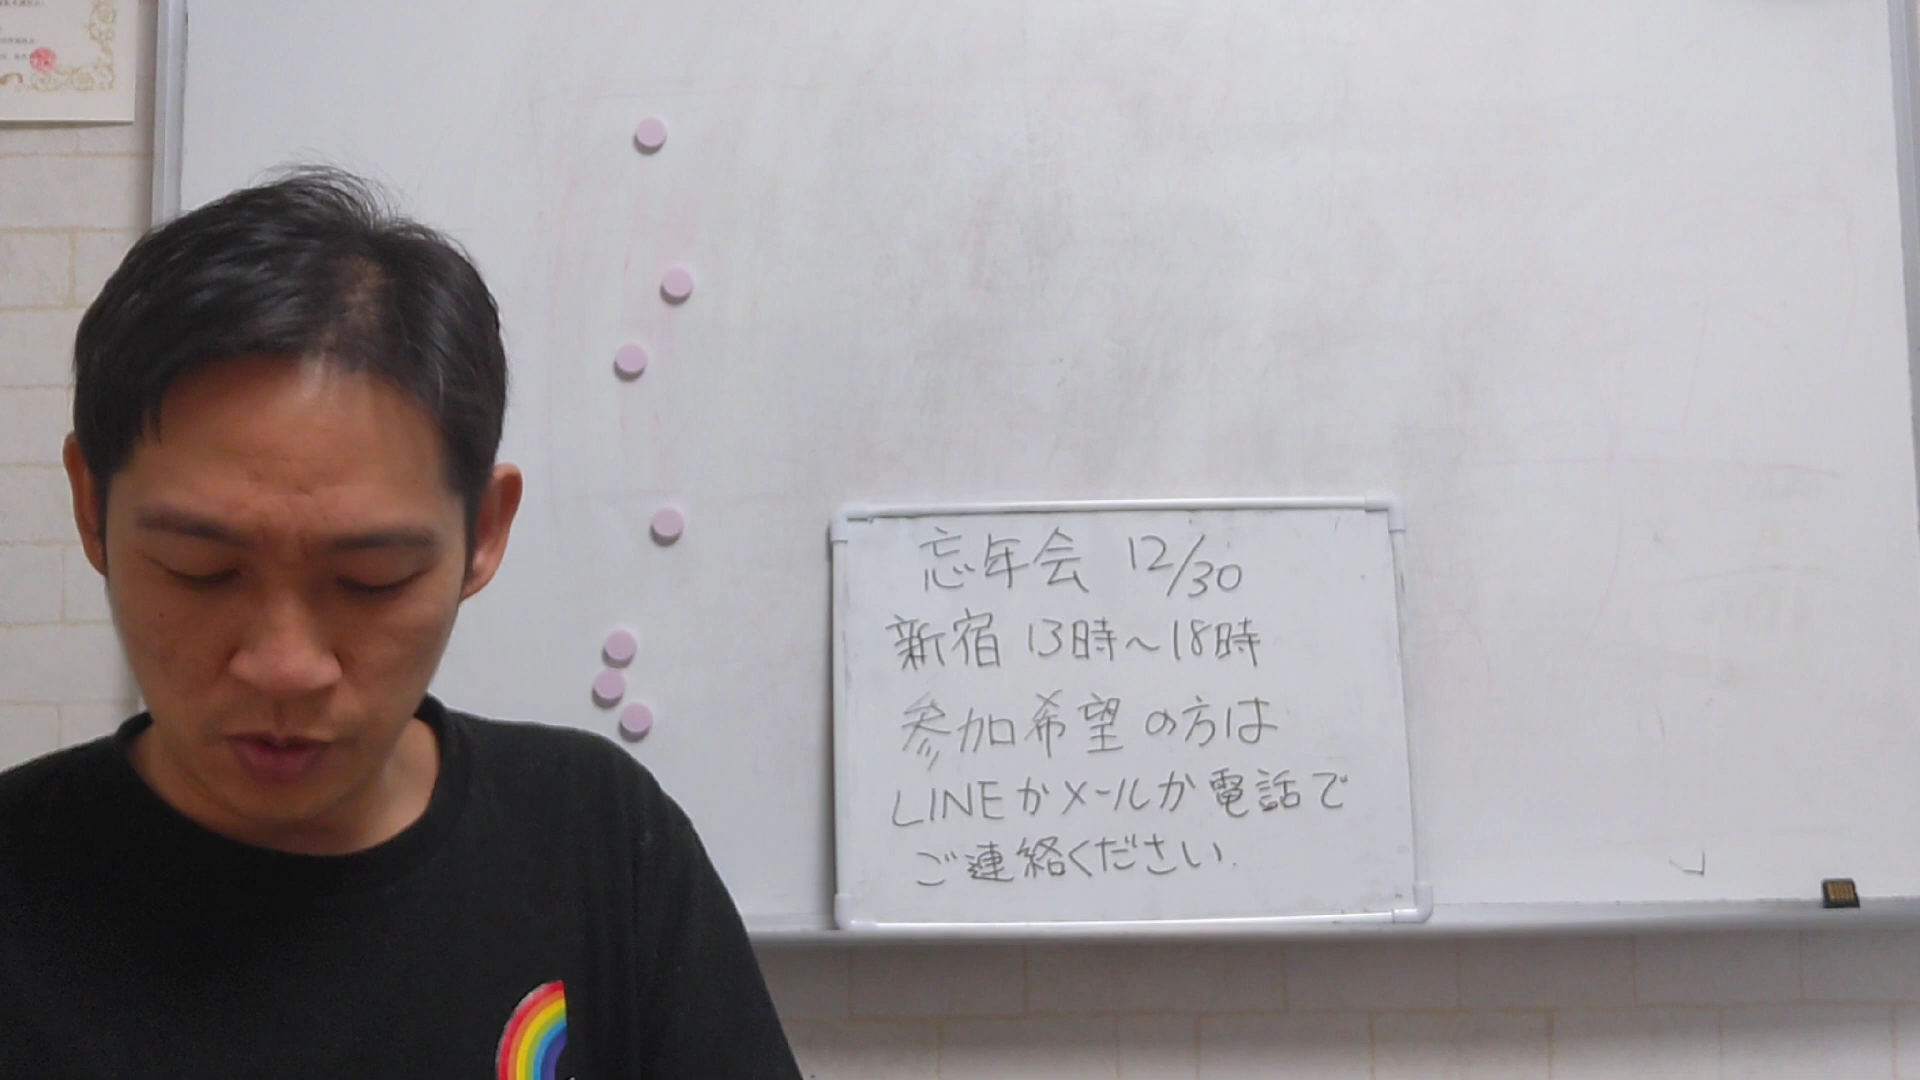 忘年会 12/30
新宿 13時〜18時
参加希望の方は
LINEかメールか電話で
ご連絡ください.